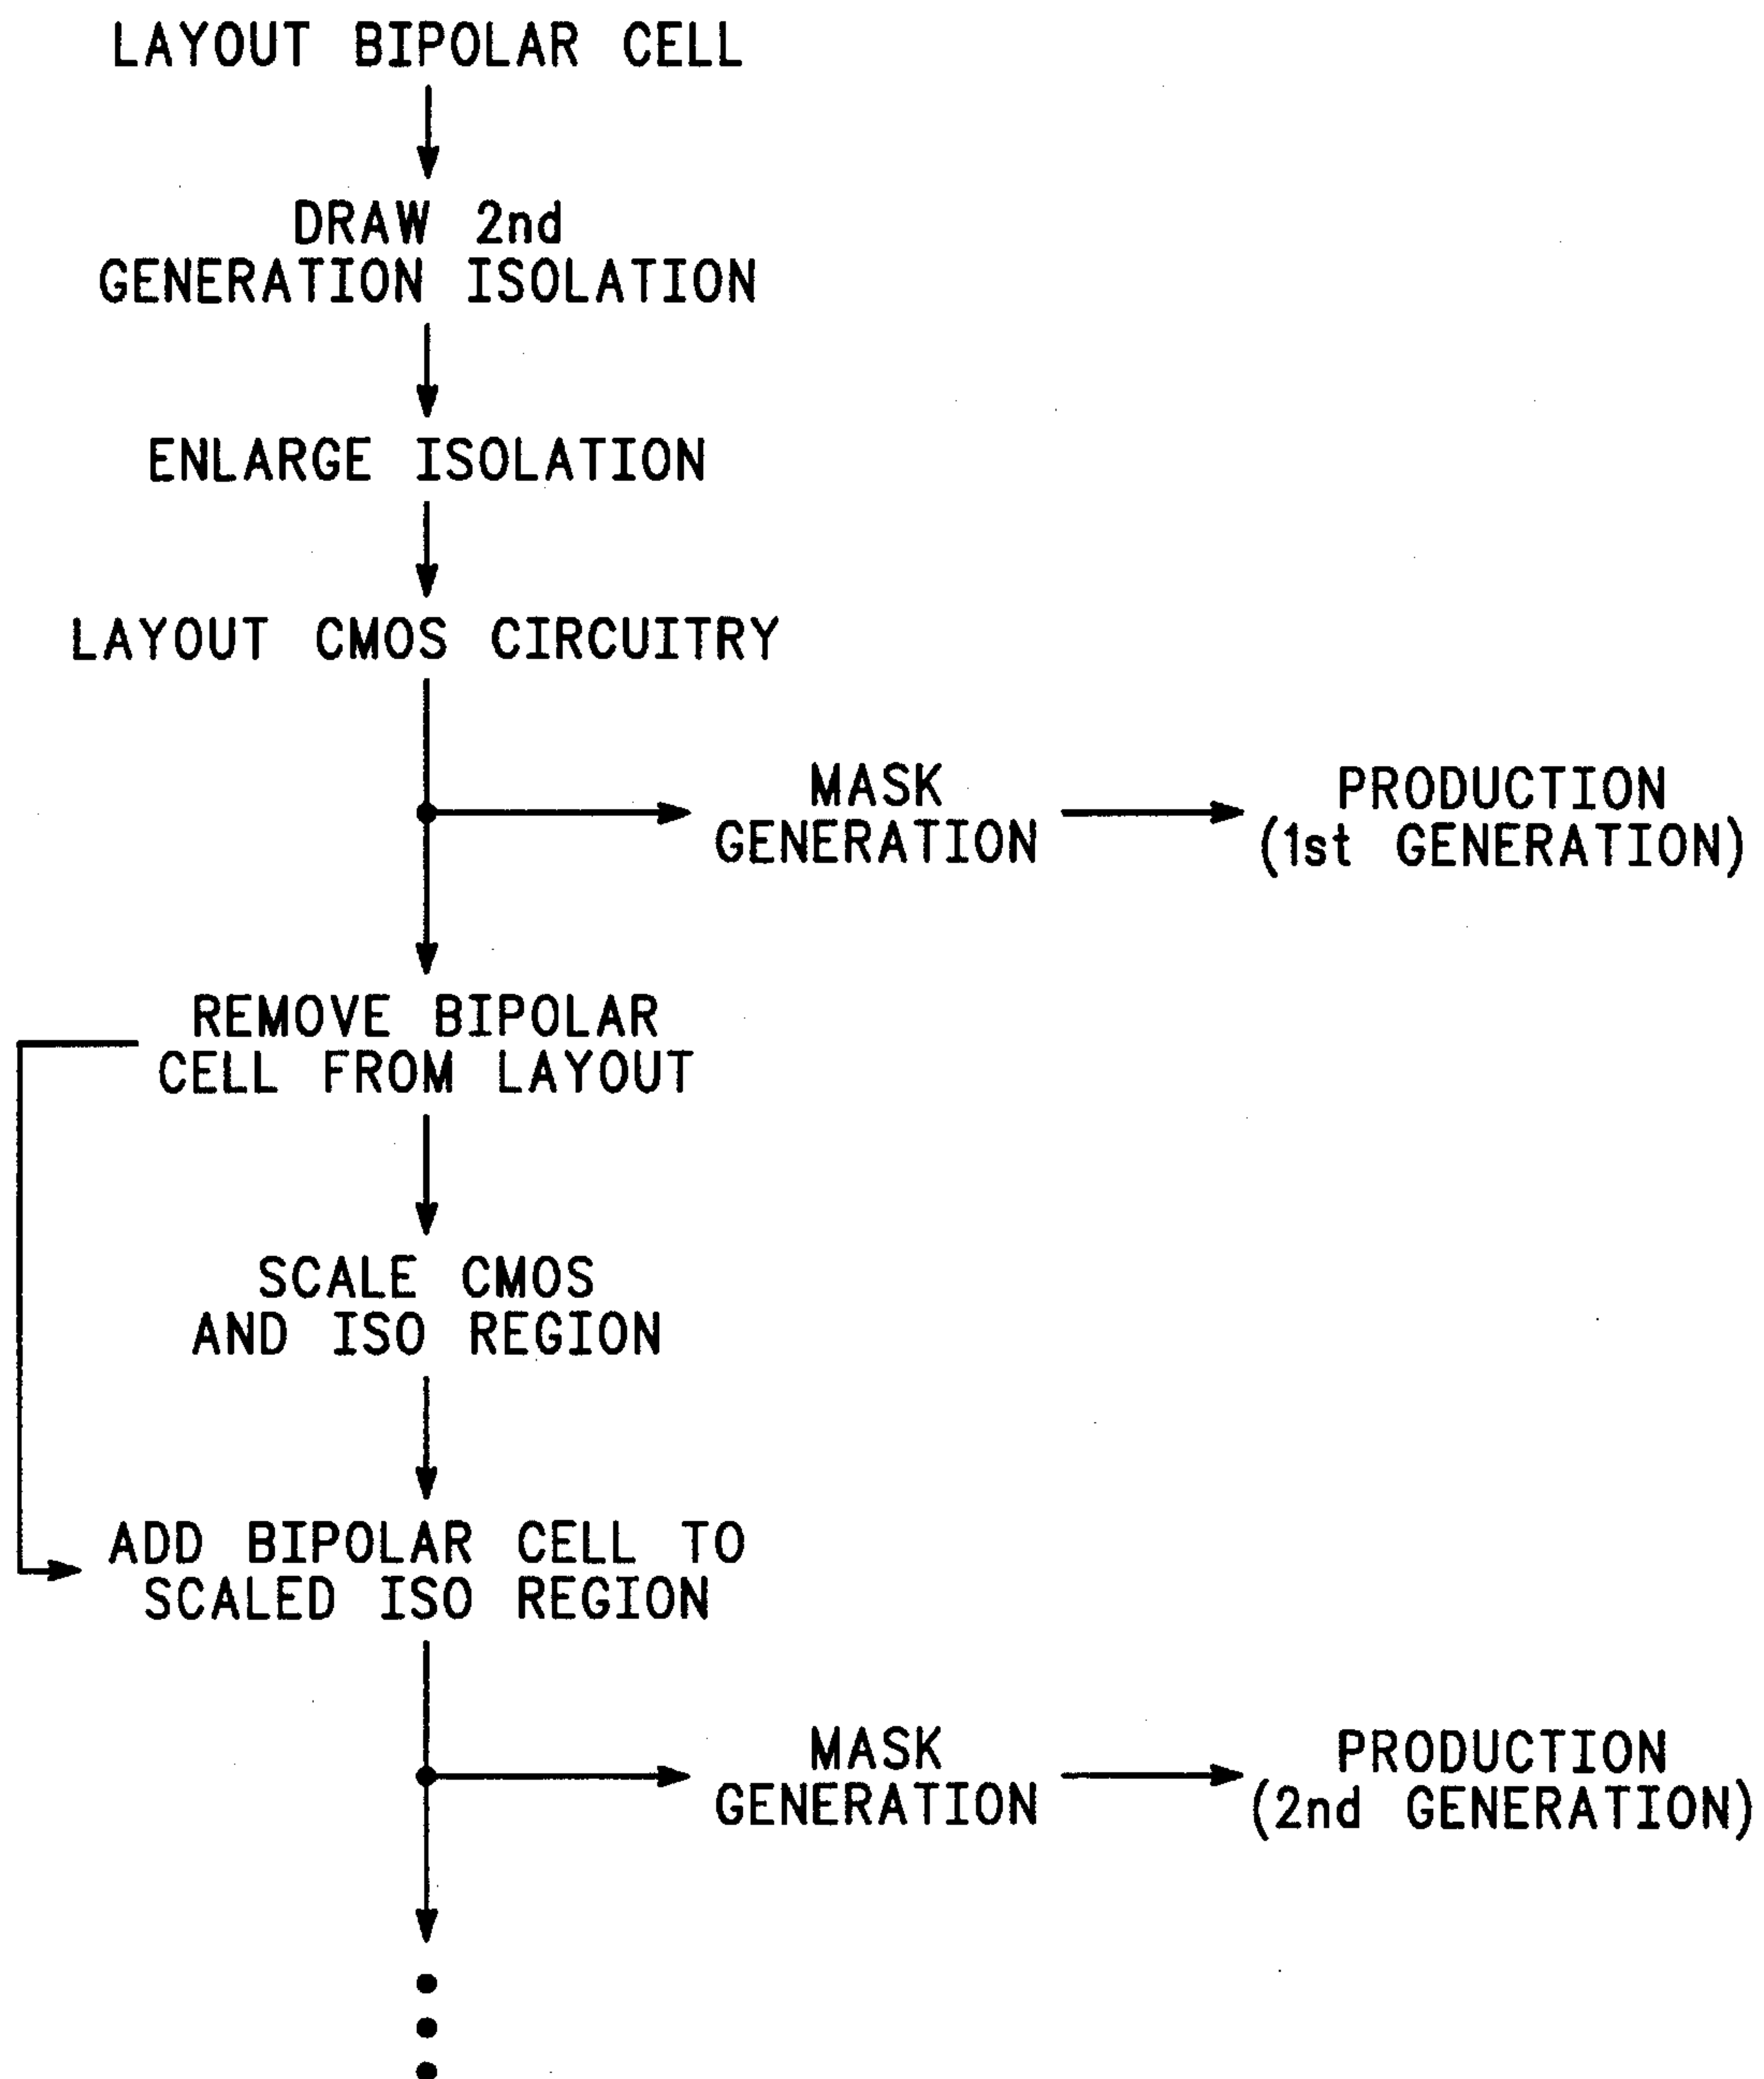 LAYOUT BIPOLAR CELL
DRAW 2nd
GENERATION ISOLATION
ENLARGE ISOLATION
LAYOUT CMOS CIRCUITRY
MASK
GENERATION
PRODUCTION
(1st GENERATION)
REMOVE BIPOLAR
CELL FROM LAYOUT
SCALE CMOS
AND ISO REGION
ADD BIPOLAR CELL TO
SCALED ISO REGION
MASK
GENERATION
PRODUCTION
(2nd GENERATION)